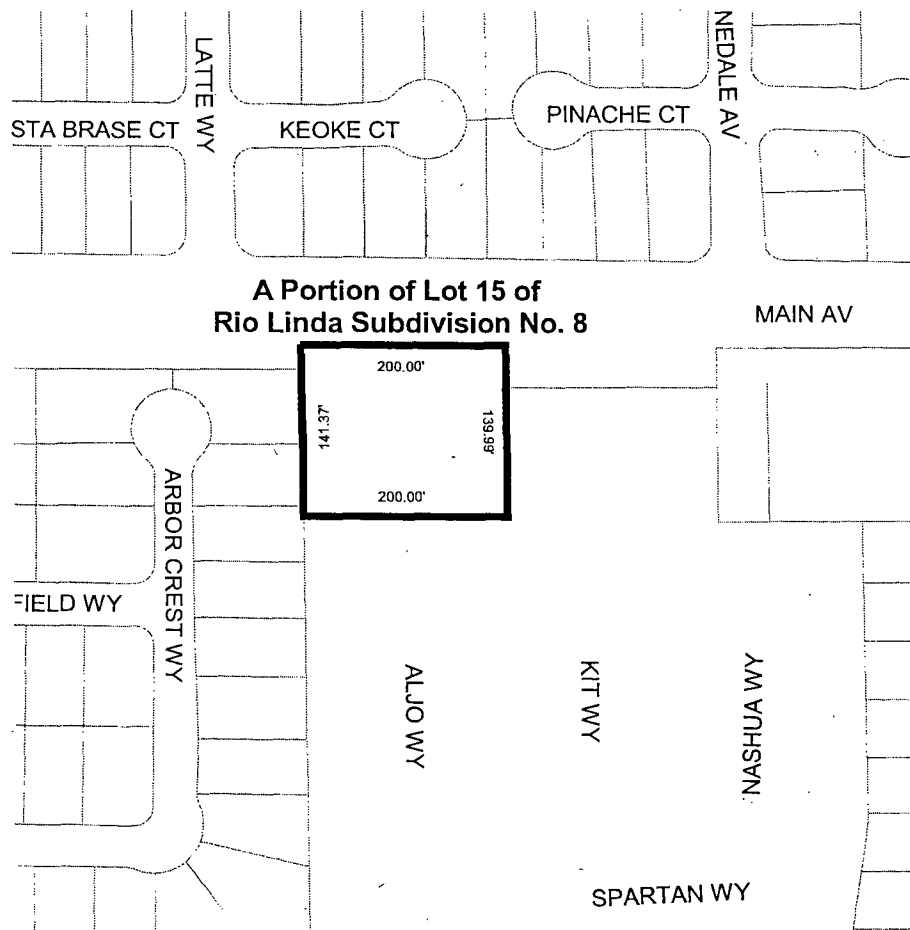 LATTE WY
NEDALE AV
STA BRASE CT
KEOKE CT
PINACHE CT
A Portion of Lot 15 of
Rio Linda Subdivision No. 8
MAIN AV
200.00'
141.37'
139.99'
200.00'
ARBOR CREST WY
FIELD WY
ALJO WY
KIT WY
NASHUA WY
SPARTAN WY